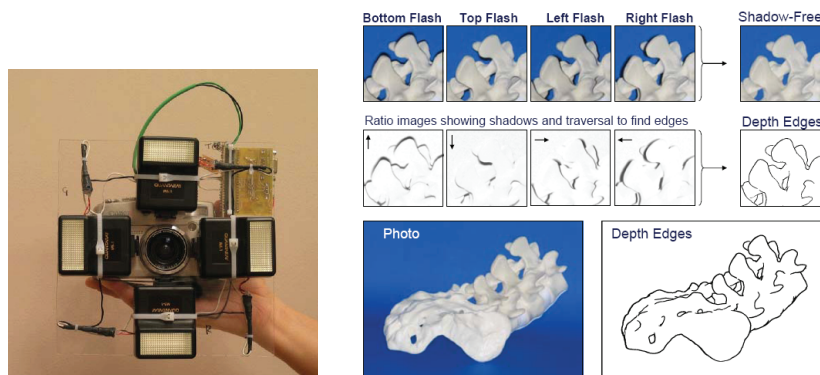 Bottom Flash Top Flash Left Flash Right Flash Shadow-Free
Ratio images showing shadows and traversal to find edges
Depth Edges
Photo
Depth Edges